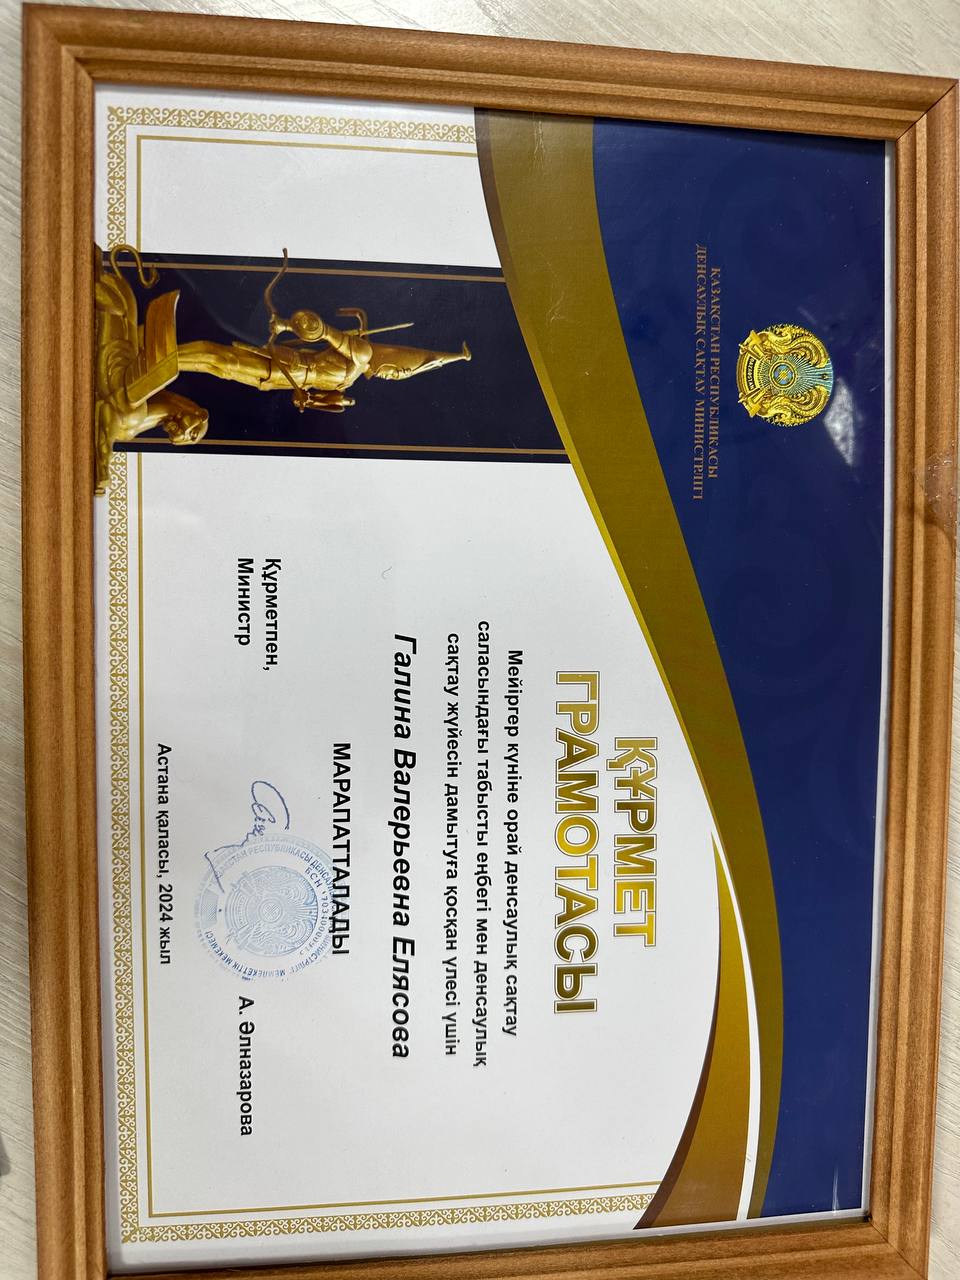 ҚАЗАҚСТАН РЕСПУБЛИКАСЫ
ДЕНСАУЛЫҚ САҚТАУ МИНИСТРЛІГІ
ҚҰРМЕТ
ГРАМОТАСЫ
Мейіргер күніне орай денсаулық сақтау
саласындағы табысты еңбегі мен денсаулық
сақтау жүйесін дамытуға қосқан үлесі үшін
Галина Валерьевна Елясова
МАРАПАТТАЛАДЫ
Құрметпен,
Министр
А. Әлназарова
Астана қаласы, 2024 жыл